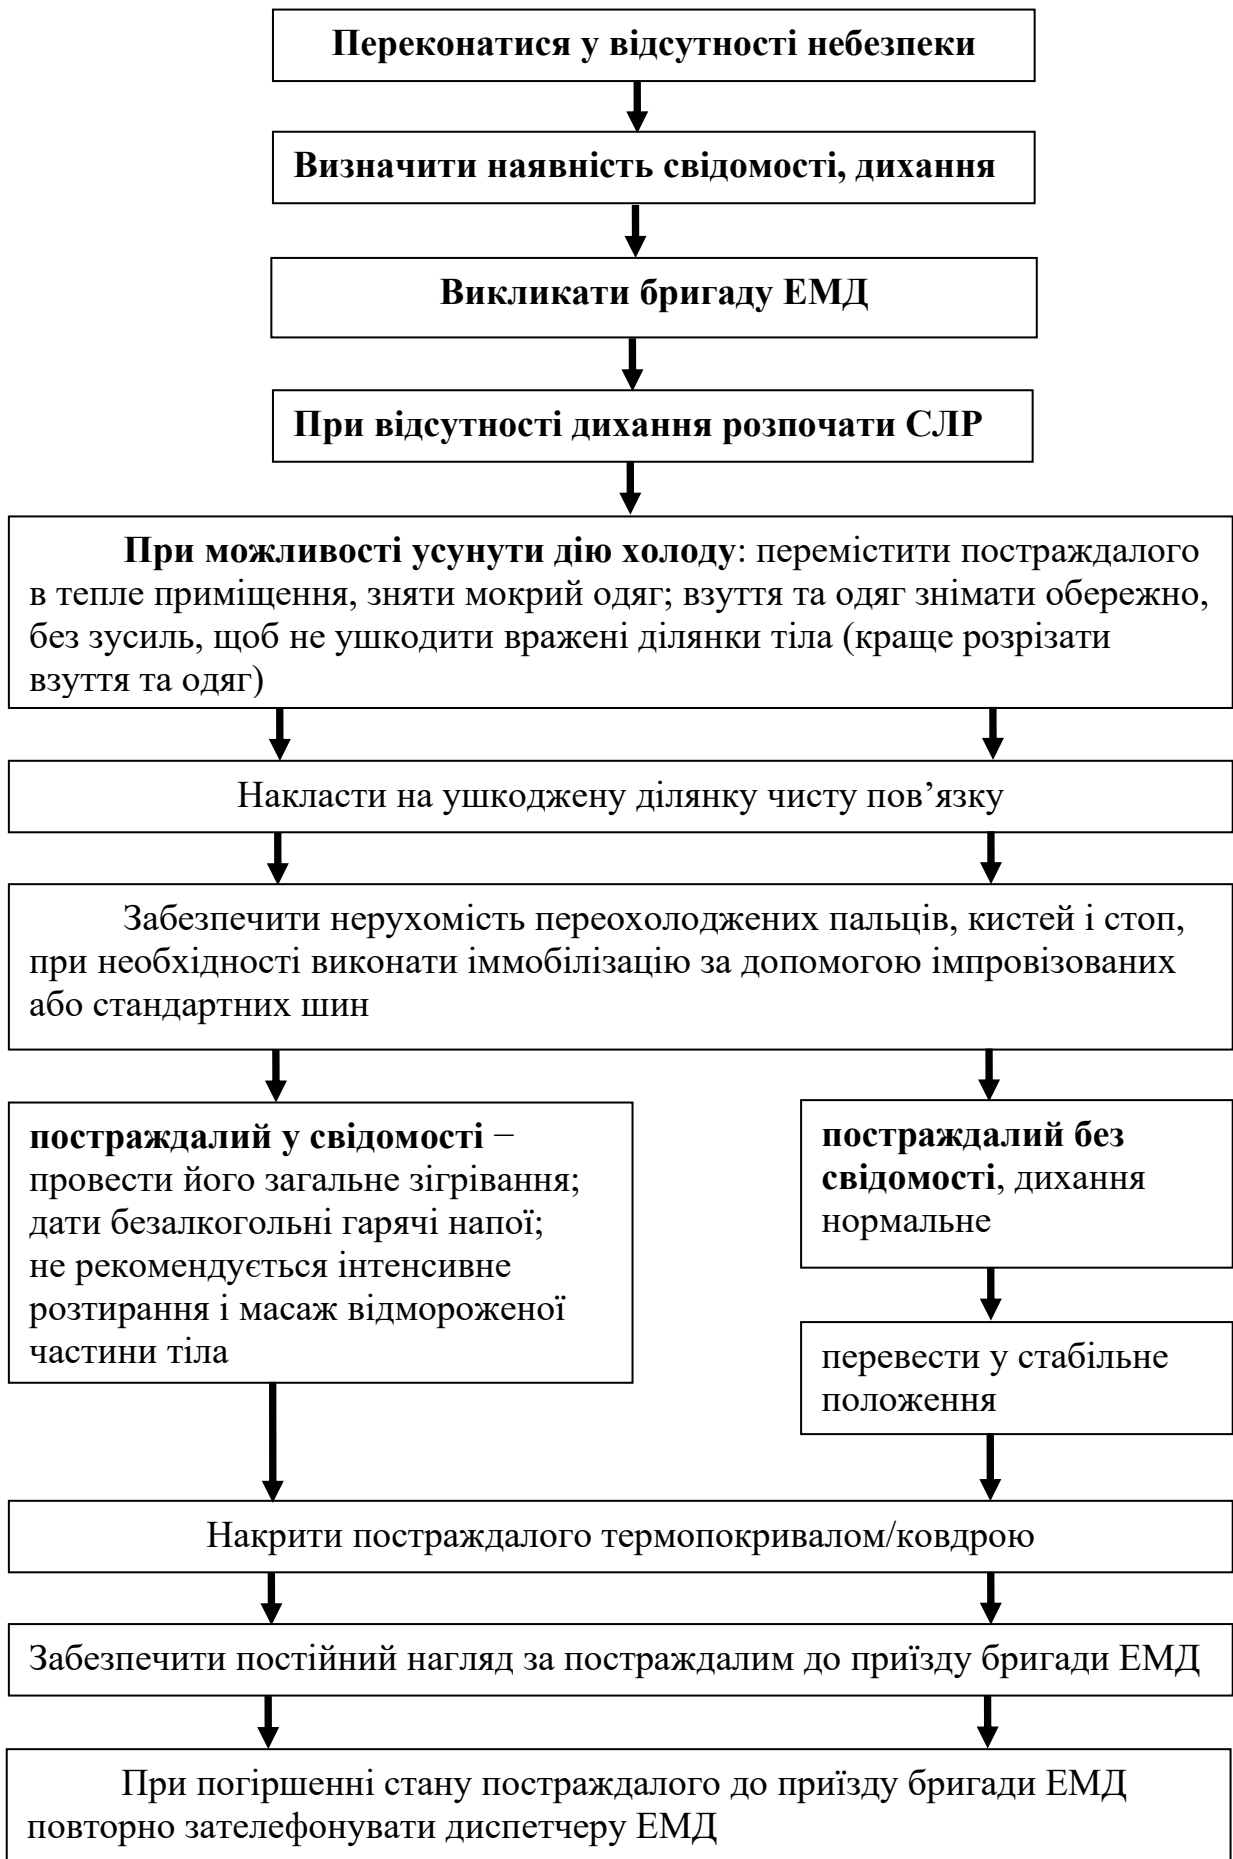 Переконатися у відсутності небезпеки
Визначити наявність свідомості, дихання
Викликати бригаду ЕМД
При відсутності дихання розпочати СЛР
При можливості усунути дію холоду: перемістити постраждалого
в тепле приміщення, зняти мокрий одяг; взуття та одяг знімати обережно,
без зусиль, щоб не ушкодити вражені ділянки тіла (краще розрізати
взуття та одяг)
Накласти на ушкоджену ділянку чисту пов’язку
Забезпечити нерухомість переохолоджених пальців, кистей і стоп,
при необхідності виконати іммобілізацію за допомогою імпровізованих
або стандартних шин
постраждалий у свідомості −
провести його загальне зігрівання;
дати безалкогольні гарячі напої;
не рекомендується інтенсивне
розтирання і масаж відмороженої
частини тіла
постраждалий без
свідомості, дихання
нормальне
перевести у стабільне
положення
Накрити постраждалого термопокривалом/ковдрою
Забезпечити постійний нагляд за постраждалим до приїзду бригади ЕМД
При погіршенні стану постраждалого до приїзду бригади ЕМД
повторно зателефонувати диспетчеру ЕМД